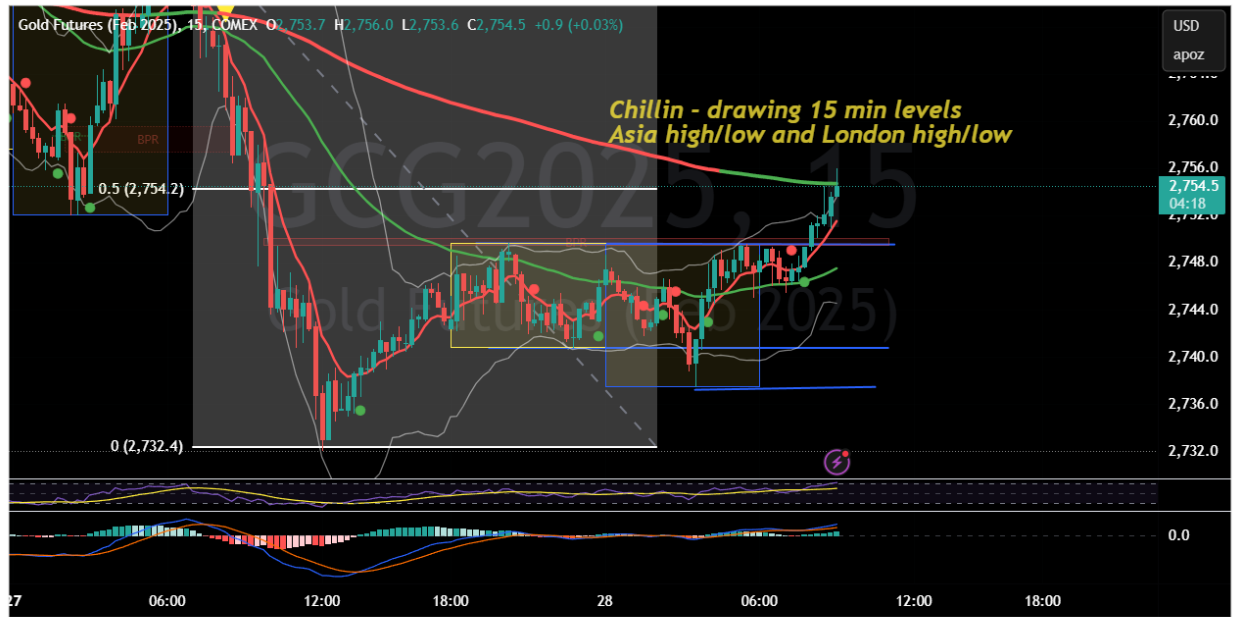 Gold Futures (Feb 2025), 15, COMEX O2,753.7 H2,756.0 L2,753.6 C2,754.5 +0.9 (+0.03%)
USD
apoz
Chillin - drawing 15 min levels
Asia high/low and London high/low
2,760.0
BPR
2,756.0
0.5 (2,754.2)
2,754.5
04:18
2,752.0
GCG2025, 15
BPR
2,748.0
Gold Futures (Feb 2025)
2,744.0
2,740.0
2,736.0
0 (2,732.4)
2,732.0
0.0
27
06:00
12:00
18:00
28
06:00
12:00
18:00